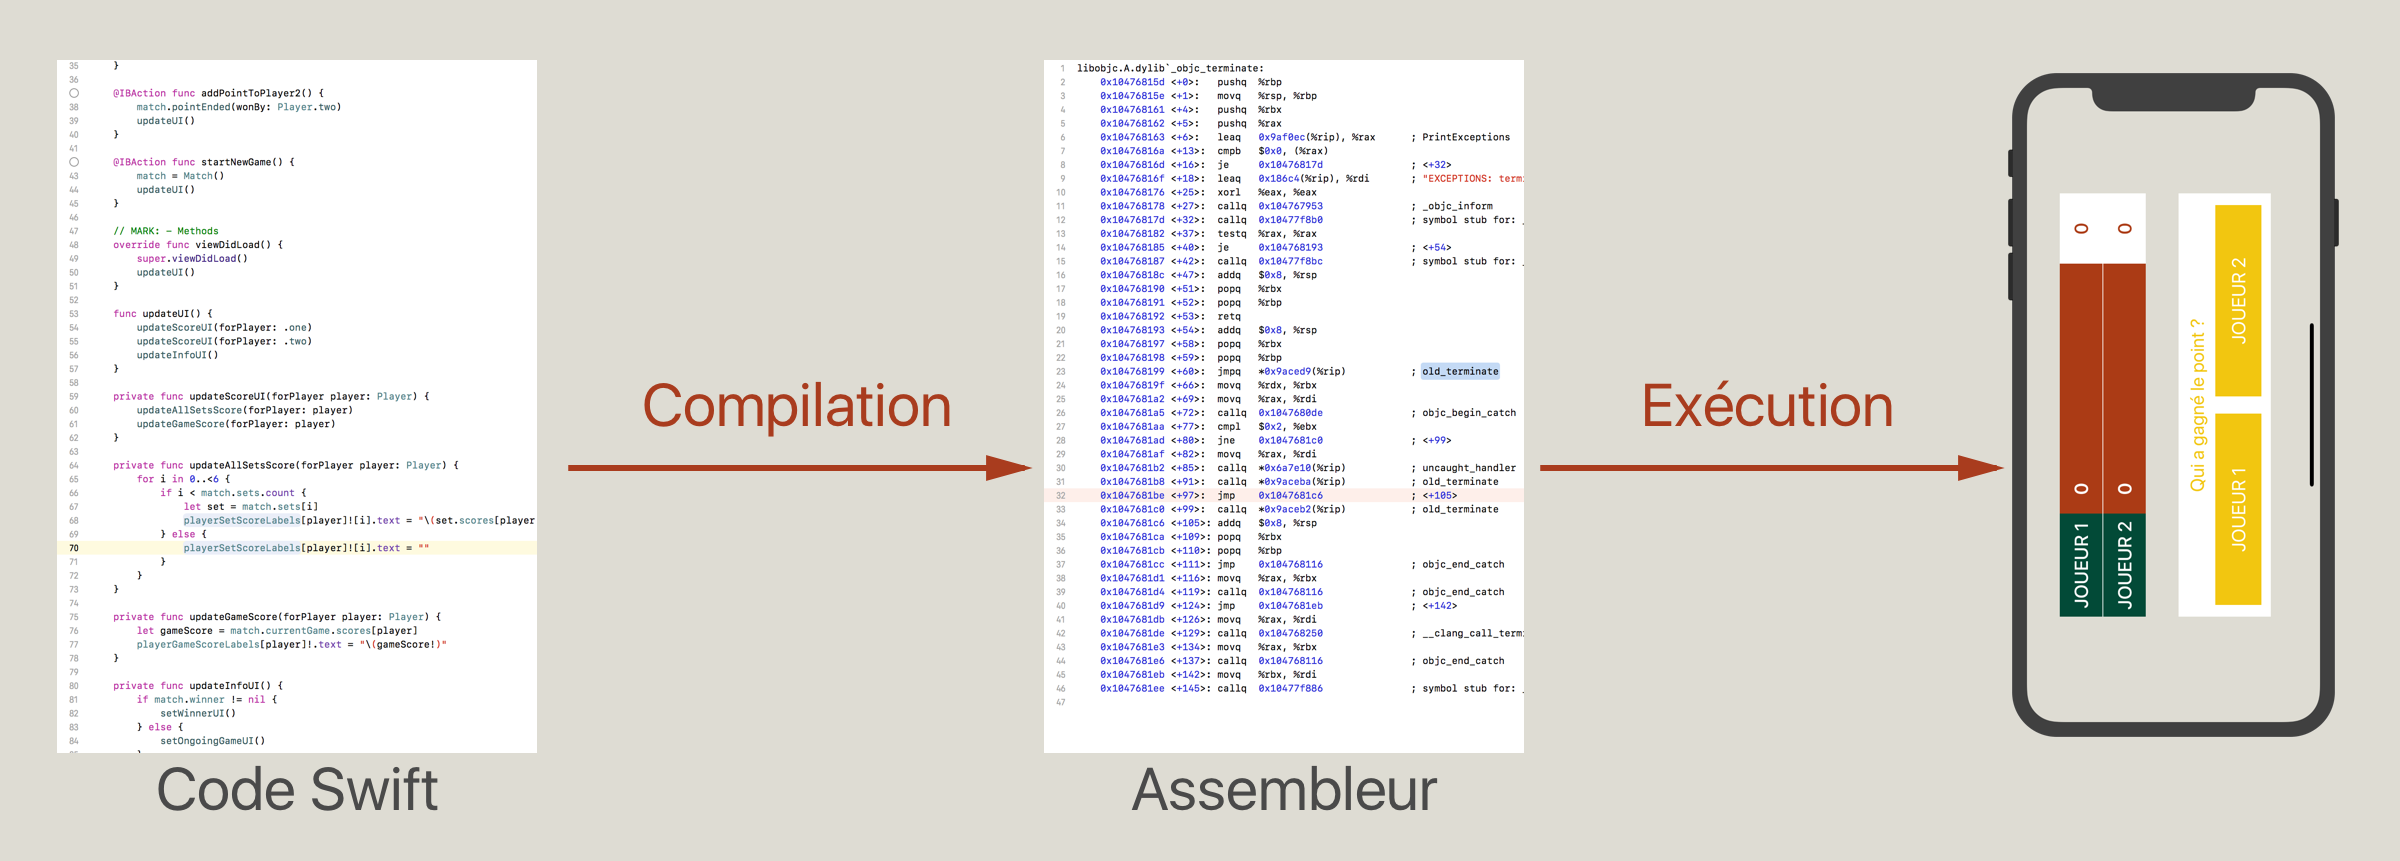 35 }
36
@IBAction func addPointToPlayer2() {
38 match.pointEnded(wonBy: Player.two)
39 updateUI()
40 }
41
@IBAction func startNewGame() {
43 match = Match()
44 updateUI()
45 }
46
47 // MARK: - Methods
48 override func viewDidLoad() {
49 super.viewDidLoad()
50 updateUI()
51 }
52
53 func updateUI() {
54 updateScoreUI(forPlayer: .one)
55 updateScoreUI(forPlayer: .two)
56 updateInfoUI()
57 }
58
59 private func updateScoreUI(forPlayer player: Player) {
60 updateAllSetsScore(forPlayer: player)
61 updateGameScore(forPlayer: player)
62 }
63
64 private func updateAllSetsScore(forPlayer player: Player) {
65 for i in 0..<6 {
66 if i < match.sets.count {
67 let set = match.sets[i]
68 playerSetScoreLabels[player]![i].text = "\(set.scores[player
69 } else {
70 playerSetScoreLabels[player]![i].text = ""
71 }
72 }
73 }
74
75 private func updateGameScore(forPlayer player: Player) {
76 let gameScore = match.currentGame.scores[player]
77 playerGameScoreLabels[player]!.text = "\(gameScore!)"
78 }
79
80 private func updateInfoUI() {
81 if match.winner != nil {
82 setWinnerUI()
83 } else {
84 setOngoingGameUI()
Code Swift
Compilation
1 libobjc.A.dylib`_objc_terminate:
2 0x10476815d <+0>: pushq %rbp
3 0x10476815e <+1>: movq %rsp, %rbp
4 0x104768161 <+4>: pushq %rbx
5 0x104768162 <+5>: pushq %rax
6 0x104768163 <+6>: leaq 0x9af0ec(%rip), %rax ; PrintExceptions
7 0x10476816a <+13>: cmpb $0x0, (%rax)
8 0x10476816d <+16>: je 0x10476817d ; <+32>
9 0x10476816f <+18>: leaq 0x186c4(%rip), %rdi ; "EXCEPTIONS: term
10 0x104768176 <+25>: xorl %eax, %eax
11 0x104768178 <+27>: callq 0x104767953 ; _objc_inform
12 0x10476817d <+32>: callq 0x10477f8b0 ; symbol stub for: _
13 0x104768182 <+37>: testq %rax, %rax
14 0x104768185 <+40>: je 0x104768193 ; <+54>
15 0x104768187 <+42>: callq 0x10477f8bc ; symbol stub for: _
16 0x10476818c <+47>: addq $0x8, %rsp
17 0x104768190 <+51>: popq %rbx
18 0x104768191 <+52>: popq %rbp
19 0x104768192 <+53>: retq
20 0x104768193 <+54>: addq $0x8, %rsp
21 0x104768197 <+58>: popq %rbx
22 0x104768198 <+59>: popq %rbp
23 0x104768199 <+60>: jmpq *0x9aced9(%rip) ; old_terminate
24 0x10476819f <+66>: movq %rdx, %rbx
25 0x1047681a2 <+69>: movq %rax, %rdi
26 0x1047681a5 <+72>: callq 0x1047680de ; objc_begin_catch
27 0x1047681aa <+77>: cmpl $0x2, %ebx
28 0x1047681ad <+80>: jne 0x1047681c0 ; <+99>
29 0x1047681af <+82>: movq %rax, %rdi
30 0x1047681b2 <+85>: callq *0x6a7e10(%rip) ; uncaught_handler
31 0x1047681b8 <+91>: callq *0x9aceba(%rip) ; old_terminate
32 0x1047681be <+97>: jmp 0x1047681c6 ; <+105>
33 0x1047681c0 <+99>: callq *0x9aceb2(%rip) ; old_terminate
34 0x1047681c6 <+105>: addq $0x8, %rsp
35 0x1047681ca <+109>: popq %rbx
36 0x1047681cb <+110>: popq %rbp
37 0x1047681cc <+111>: jmp 0x104768116 ; objc_end_catch
38 0x1047681d1 <+116>: movq %rax, %rbx
39 0x1047681d4 <+119>: callq 0x104768116 ; objc_end_catch
40 0x1047681d9 <+124>: jmp 0x1047681eb ; <+142>
41 0x1047681db <+126>: movq %rax, %rdi
42 0x1047681de <+129>: callq 0x104768250 ; __clang_call_term
43 0x1047681e3 <+134>: movq %rax, %rbx
44 0x1047681e6 <+137>: callq 0x104768116 ; objc_end_catch
45 0x1047681eb <+142>: movq %rbx, %rdi
46 0x1047681ee <+145>: callq 0x10477f886 ; symbol stub for: _
47
Assembleur
Exécution
JOUEUR 1 0 0
JOUEUR 2 0 0
Qui a gagné le point ?
JOUEUR 1 JOUEUR 2